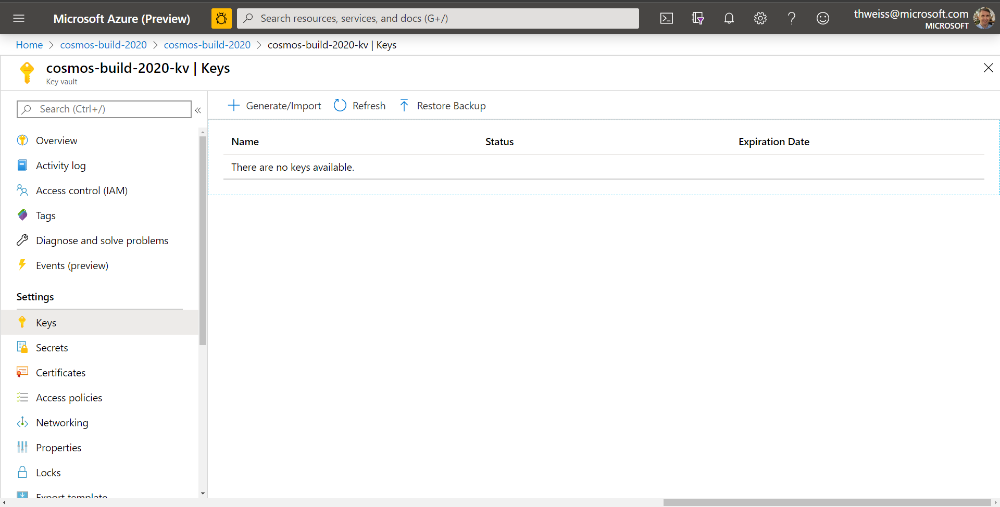 Microsoft Azure (Preview)
Search resources, services, and docs (G+/)
thweiss@microsoft.com
MICROSOFT
Home > cosmos-build-2020 > cosmos-build-2020 > cosmos-build-2020-kv | Keys
cosmos-build-2020-kv | Keys
Key vault
Search (Ctrl+/)
Generate/Import
Refresh
Restore Backup
Name
Status
Expiration Date
There are no keys available.
Overview
Activity log
Access control (IAM)
Tags
Diagnose and solve problems
Events (preview)
Settings
Keys
Secrets
Certificates
Access policies
Networking
Properties
Locks
Export template